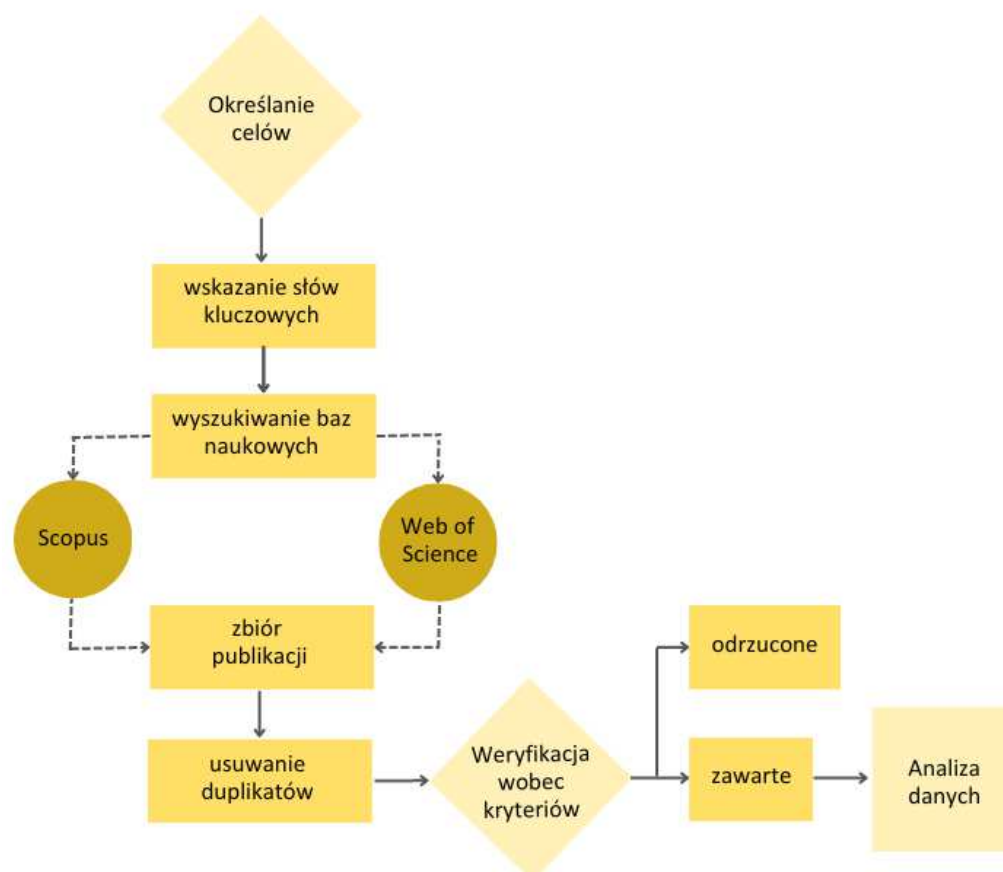 Określanie
celów
wskazanie słów
kluczowych
wyszukiwanie baz
naukowych
Scopus
Web of
Science
zbiór
publikacji
odrzucone
usuwanie
duplikatów
Weryfikacja
wobec
kryteriów
zawarte
Analiza
danych